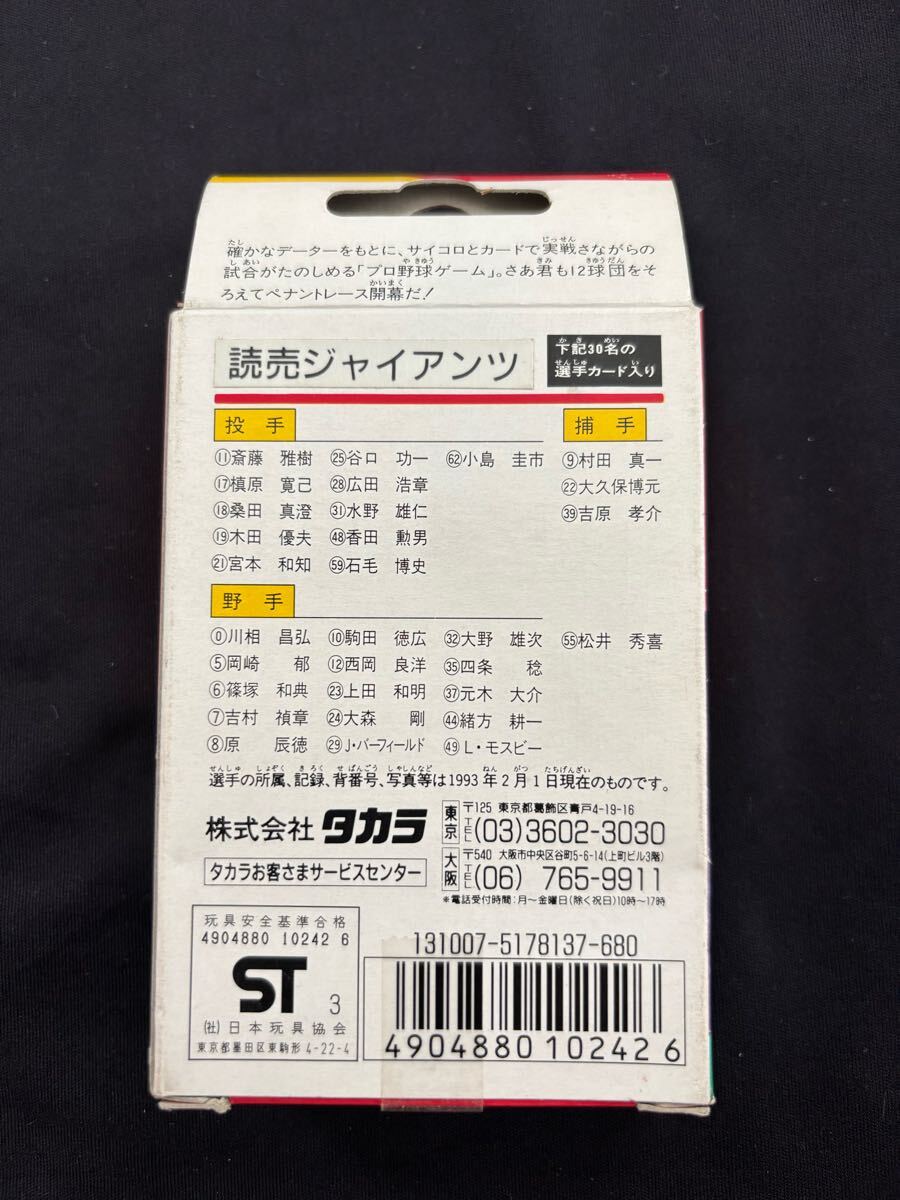 確かなデーターをもとに、サイコロとカードで実戦さながらの
試合がたのしめる「プロ野球ゲーム」。さあ君も12球団をそ
ろえてペナントレース開幕だ!
読売ジャイアンツ
下記30名の
選手カード入り
投手
⑪斎藤 雅樹 ㉕谷口 功一 62小島 圭市
⑰槙原 寛己 ㉘広田 浩章
⑱桑田 真澄 ㉛水野 雄仁
⑲木田 優夫 ㊽香田 勲男
㉑宮本 和知 59石毛 博史
捕手
⑨村田 真一
㉒大久保博元
㊴吉原 孝介
野手
⓪川相 昌弘 ⑩駒田 徳広 ㉜大野 雄次 55松井 秀喜
⑤岡崎 郁 ⑫西岡 良洋 ㉟四条 稔
⑥篠塚 和典 ㉓上田 和明 ㊲元木 大介
⑦吉村 禎章 ㉔大森 剛 ㊹緒方 耕一
⑧原 辰徳 ㉙J・バーフィールド ㊾L・モスビー
選手の所属、記録、背番号、写真等は1993年2月1日現在のものです。
株式会社 タカラ
タカラお客さまサービスセンター
東京 〒125 東京都葛飾区青戸4-19-16
TEL (03)3602-3030
大阪 〒540 大阪市中央区谷町5-6-14(上町ビル3階)
TEL (06) 765-9911
*電話受付時間:月~金曜日(除く祝日)10時~17時
玩具安全基準合格
4904880 10242 6
ST 3
(社)日本玩具協会
東京都墨田区東駒形 4-22-4
131007-5178137-680
4904880102426